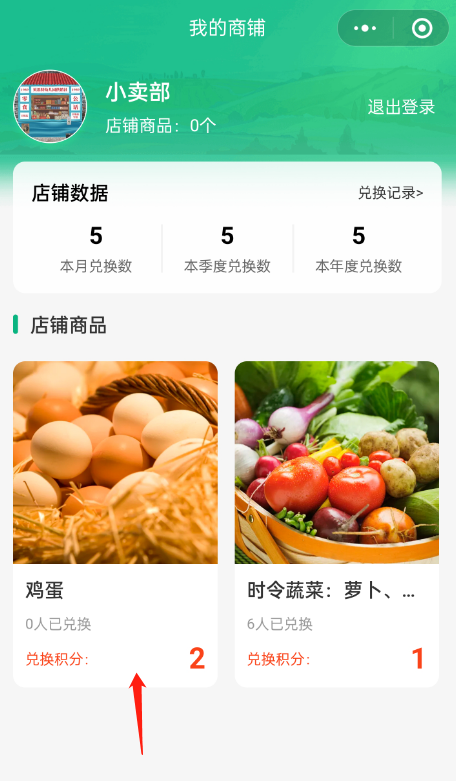 我的商铺
小卖部
店铺商品：0个
退出登录
店铺数据
兑换记录>
5
5
5
本月兑换数
本季度兑换数
本年度兑换数
店铺商品
鸡蛋
0人已兑换
兑换积分：
2
时令蔬菜：萝卜、...
6人已兑换
兑换积分：
1